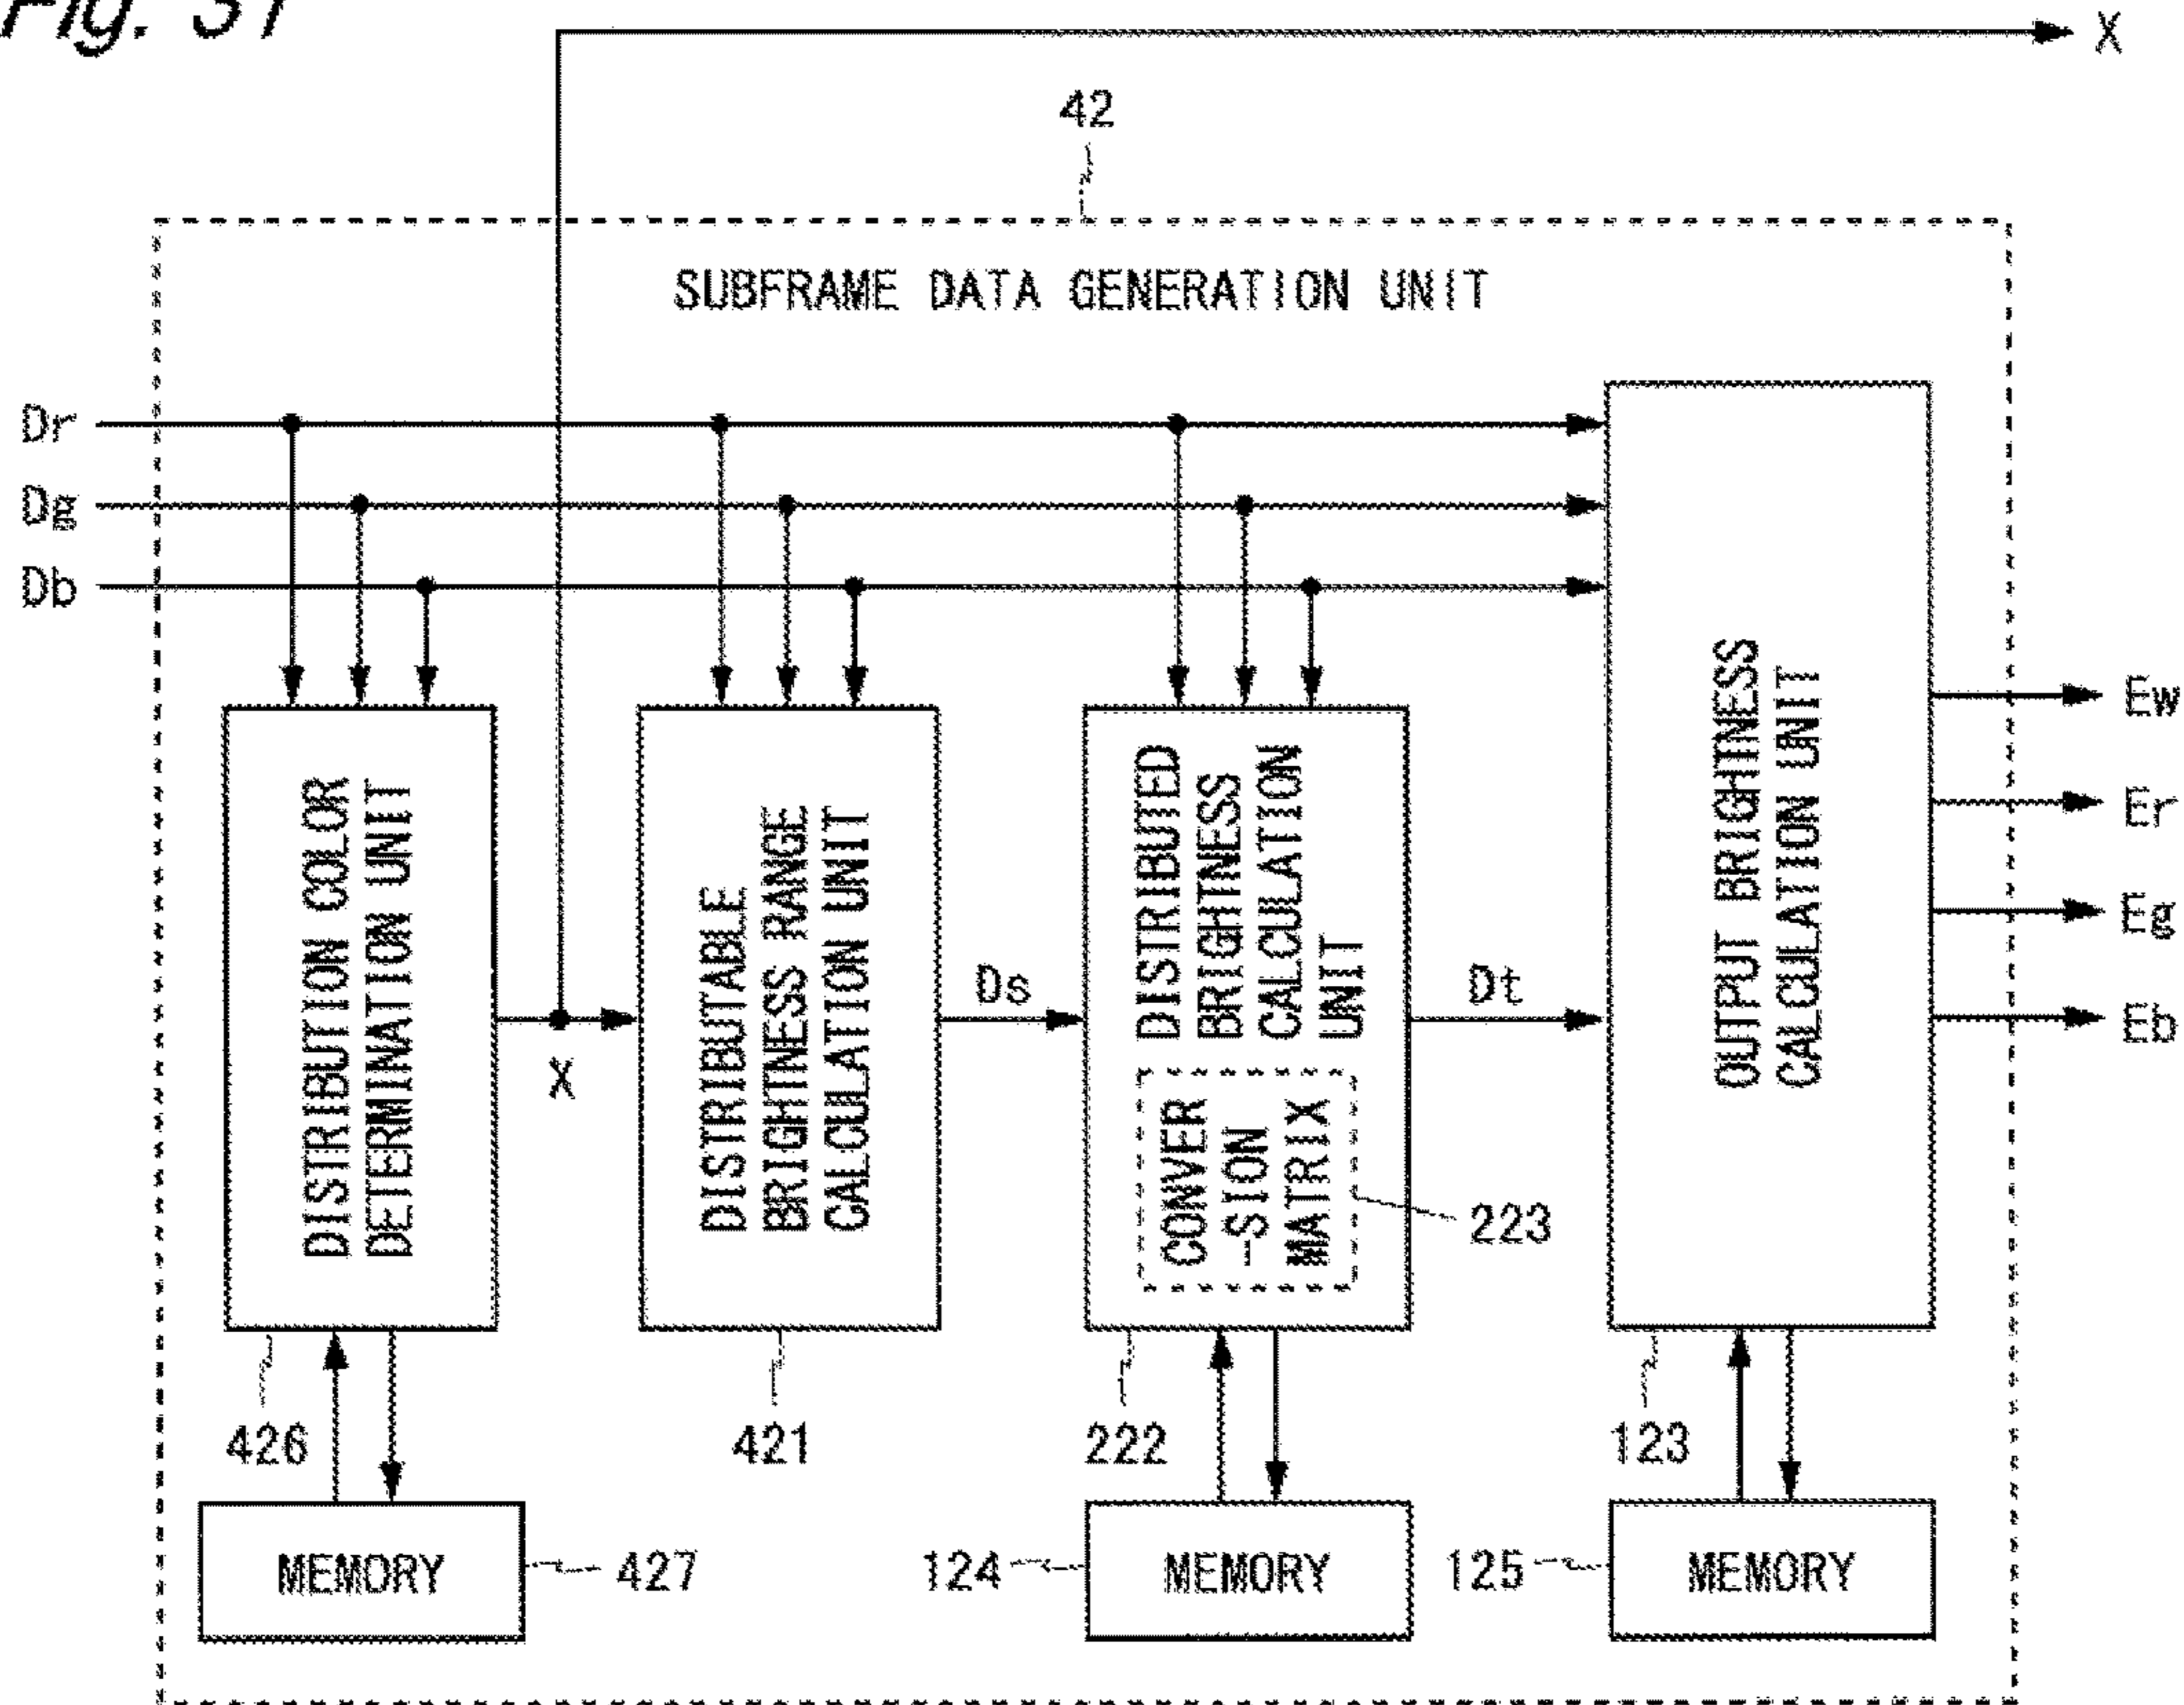 Fig. 31
X
42
SUBFRAME DATA GENERATION UNIT
Dr
Dg
Db
DISTRIBUTION COLOR
DETERMINATION UNIT
X
DISTRIBUTABLE
BRIGHTNESS RANGE
CALCULATION UNIT
Ds
DISTRIBUTED
BRIGHTNESS
CALCULATION
UNIT
CONVER
-SION
MATRIX
223
Dt
OUTPUT BRIGHTNESS
CALCULATION UNIT
Ew
Er
Eg
Eb
426
421
222
123
MEMORY
427
124
MEMORY
125
MEMORY